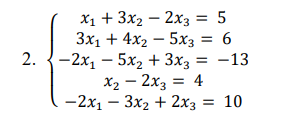 x₁ + 3x₂ − 2x₃ = 5
3x₁ + 4x₂ − 5x₃ = 6
2. −2x₁ − 5x₂ + 3x₃ = −13
x₂ − 2x₃ = 4
−2x₁ − 3x₂ + 2x₃ = 10